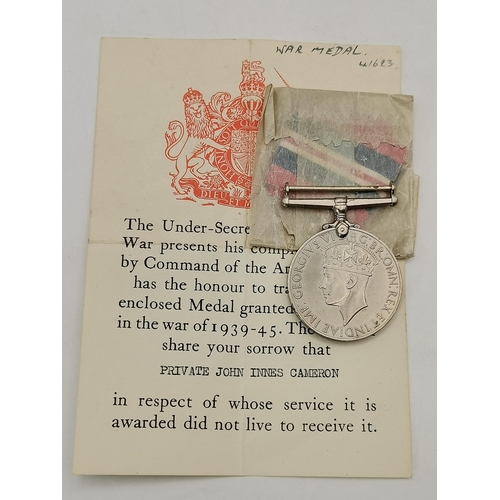 WAR MEDAL.
DIEU ET M
The Under-Secre
War presents his comp
by Command of the Ar
has the honour to tra
enclosed Medal granted
in the war of 1939-45. The
share your sorrow that
PRIVATE JOHN INNES CAMERON
in respect of whose service it is
awarded did not live to receive it.
GEORGIVS VI D:G:BR:OMN:REX ET INDIAE IMP.